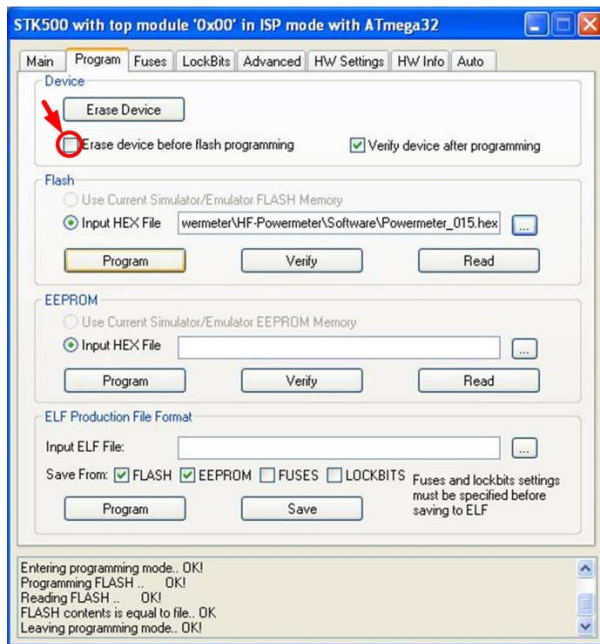 STK500 with top module '0x00' in ISP mode with ATmega32
Main Program Fuses LockBits Advanced HW Settings HW Info Auto
Device
Erase Device
Erase device before flash programming Verify device after programming
Flash
Use Current Simulator/Emulator FLASH Memory
Input HEX File wermeter\HF-Powermeter\Software\Powermeter_015.hex ...
Program Verify Read
EEPROM
Use Current Simulator/Emulator EEPROM Memory
Input HEX File ...
Program Verify Read
ELF Production File Format
Input ELF File: ...
Save From: FLASH EEPROM FUSES LOCKBITS Fuses and lockbits settings
must be specified before
Program Save saving to ELF
Entering programming mode.. OK!
Programming FLASH .. OK!
Reading FLASH .. OK!
FLASH contents is equal to file.. OK
Leaving programming mode.. OK!